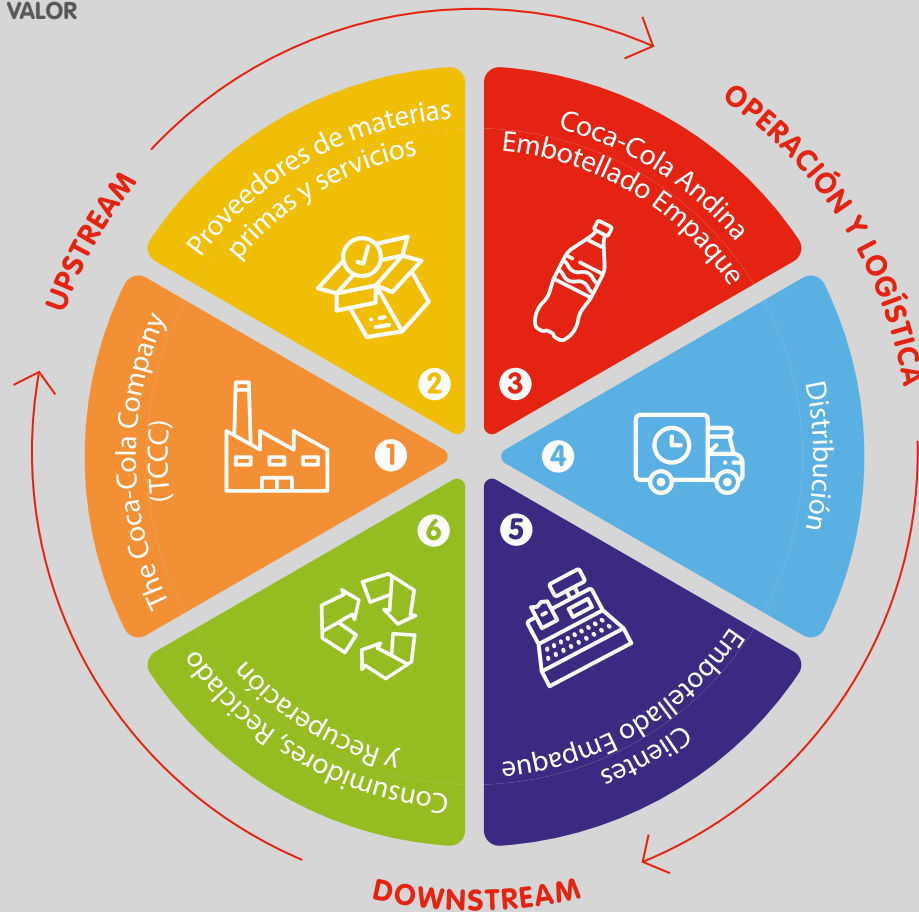 VALOR
UPSTREAM
OPERACIÓN Y LOGÍSTICA
DOWNSTREAM
The Coca-Cola Company
(TCCC)
1
Proveedores de materias
primas y servicios
2
Coca-Cola Andina
Embotellado Empaque
3
Distribución
4
Clientes
Embotellado Empaque
5
Consumidores, Reciclado
y Recuperación
6